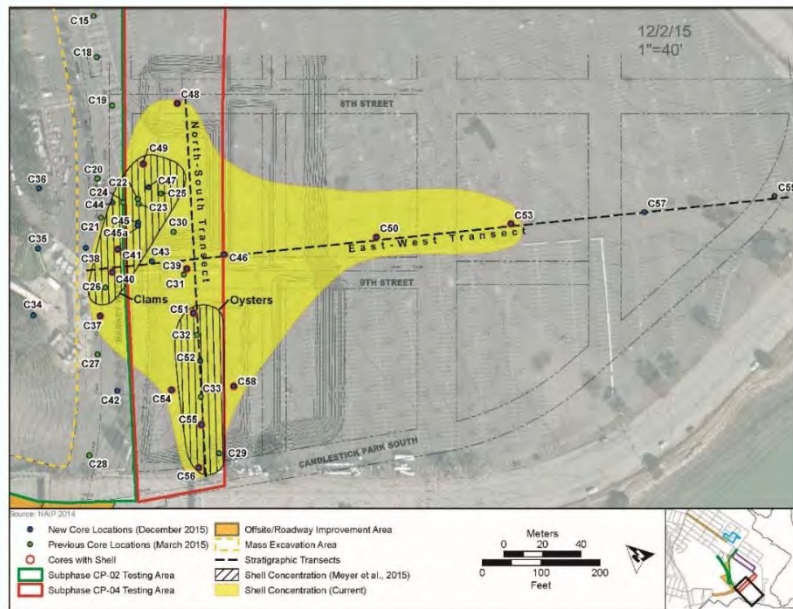 12/2/15
1"=40'
C15
C18
C19
C48
8TH STREET
C49
C36
C20
C22
C47
C24
C25
C44
C23
C21
C45
C30
C45a
C35
C38
C41
C43
C39
C46
C40
C31
C26
Clams
North-South Transect
East-West Transect
C50
C53
C57
C59
9TH STREET
C34
C37
C51
Oysters
C32
C52
C27
C42
C54
C33
C58
C55
C28
C29
C56
CANDLESTICK PARK SOUTH
Source: NAIP 2014
New Core Locations (December 2015)
Previous Core Locations (March 2015)
Cores with Shell
Subphase CP-02 Testing Area
Subphase CP-04 Testing Area
Offsite/Roadway Improvement Area
Mass Excavation Area
Stratigraphic Transects
Shell Concentration (Meyer et al., 2015)
Shell Concentration (Current)
Meters
0 20 40
0 50 100 200
Feet